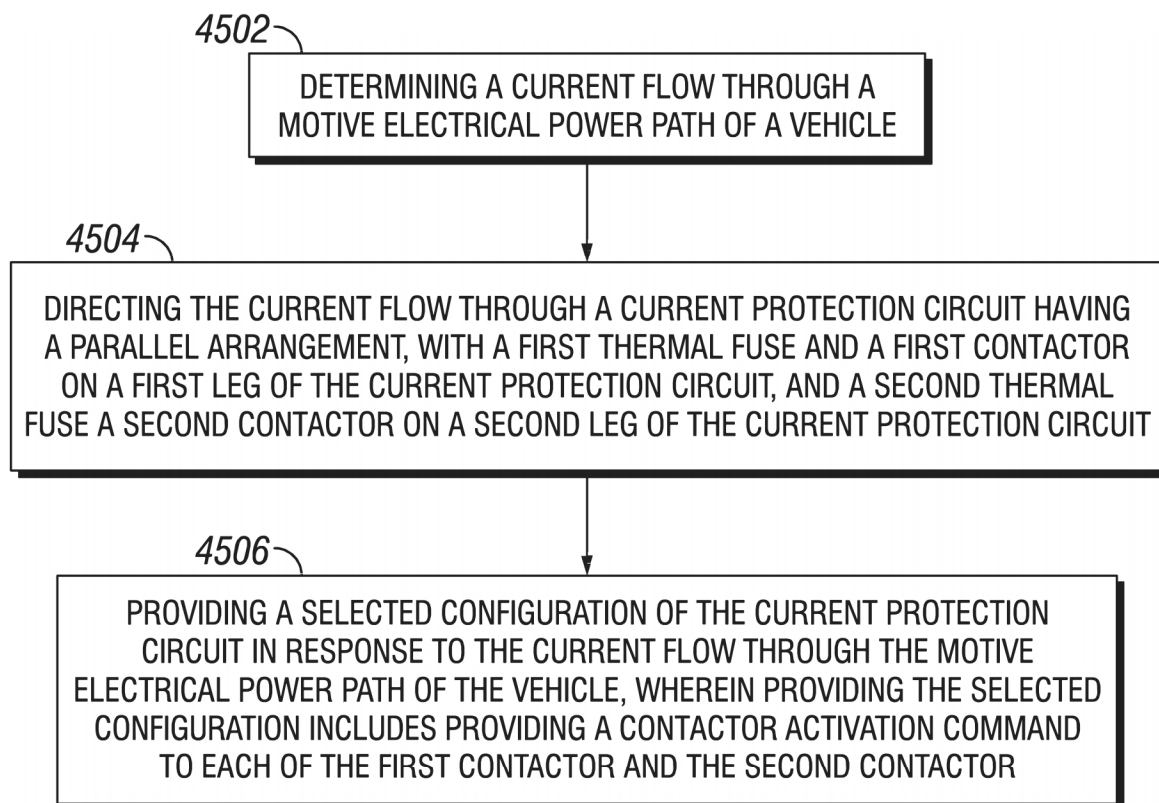 4502
DETERMINING A CURRENT FLOW THROUGH A
MOTIVE ELECTRICAL POWER PATH OF A VEHICLE
4504
DIRECTING THE CURRENT FLOW THROUGH A CURRENT PROTECTION CIRCUIT HAVING
A PARALLEL ARRANGEMENT, WITH A FIRST THERMAL FUSE AND A FIRST CONTACTOR
ON A FIRST LEG OF THE CURRENT PROTECTION CIRCUIT, AND A SECOND THERMAL
FUSE A SECOND CONTACTOR ON A SECOND LEG OF THE CURRENT PROTECTION CIRCUIT
4506
PROVIDING A SELECTED CONFIGURATION OF THE CURRENT PROTECTION
CIRCUIT IN RESPONSE TO THE CURRENT FLOW THROUGH THE MOTIVE
ELECTRICAL POWER PATH OF THE VEHICLE, WHEREIN PROVIDING THE SELECTED
CONFIGURATION INCLUDES PROVIDING A CONTACTOR ACTIVATION COMMAND
TO EACH OF THE FIRST CONTACTOR AND THE SECOND CONTACTOR